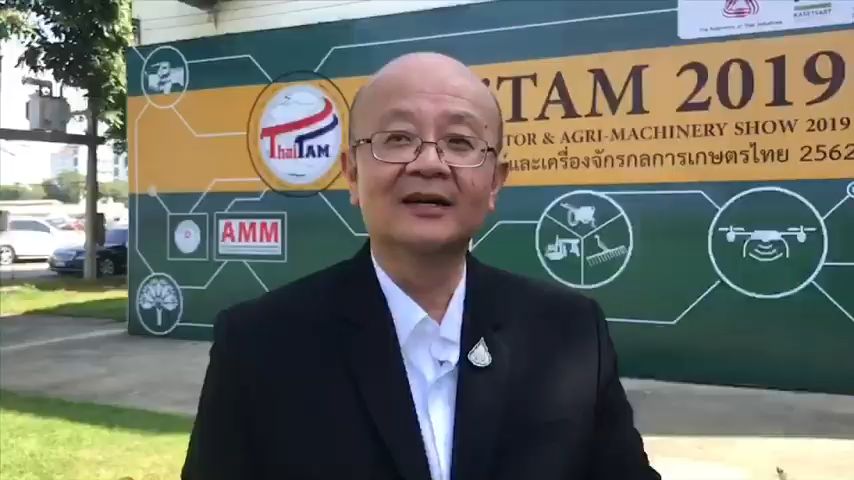 KASETSART
TAM 2019
ThaiTAM
TOR & AGRI-MACHINERY SHOW 2019
และเครื่องจักรกลการเกษตรไทย 2562
AMM